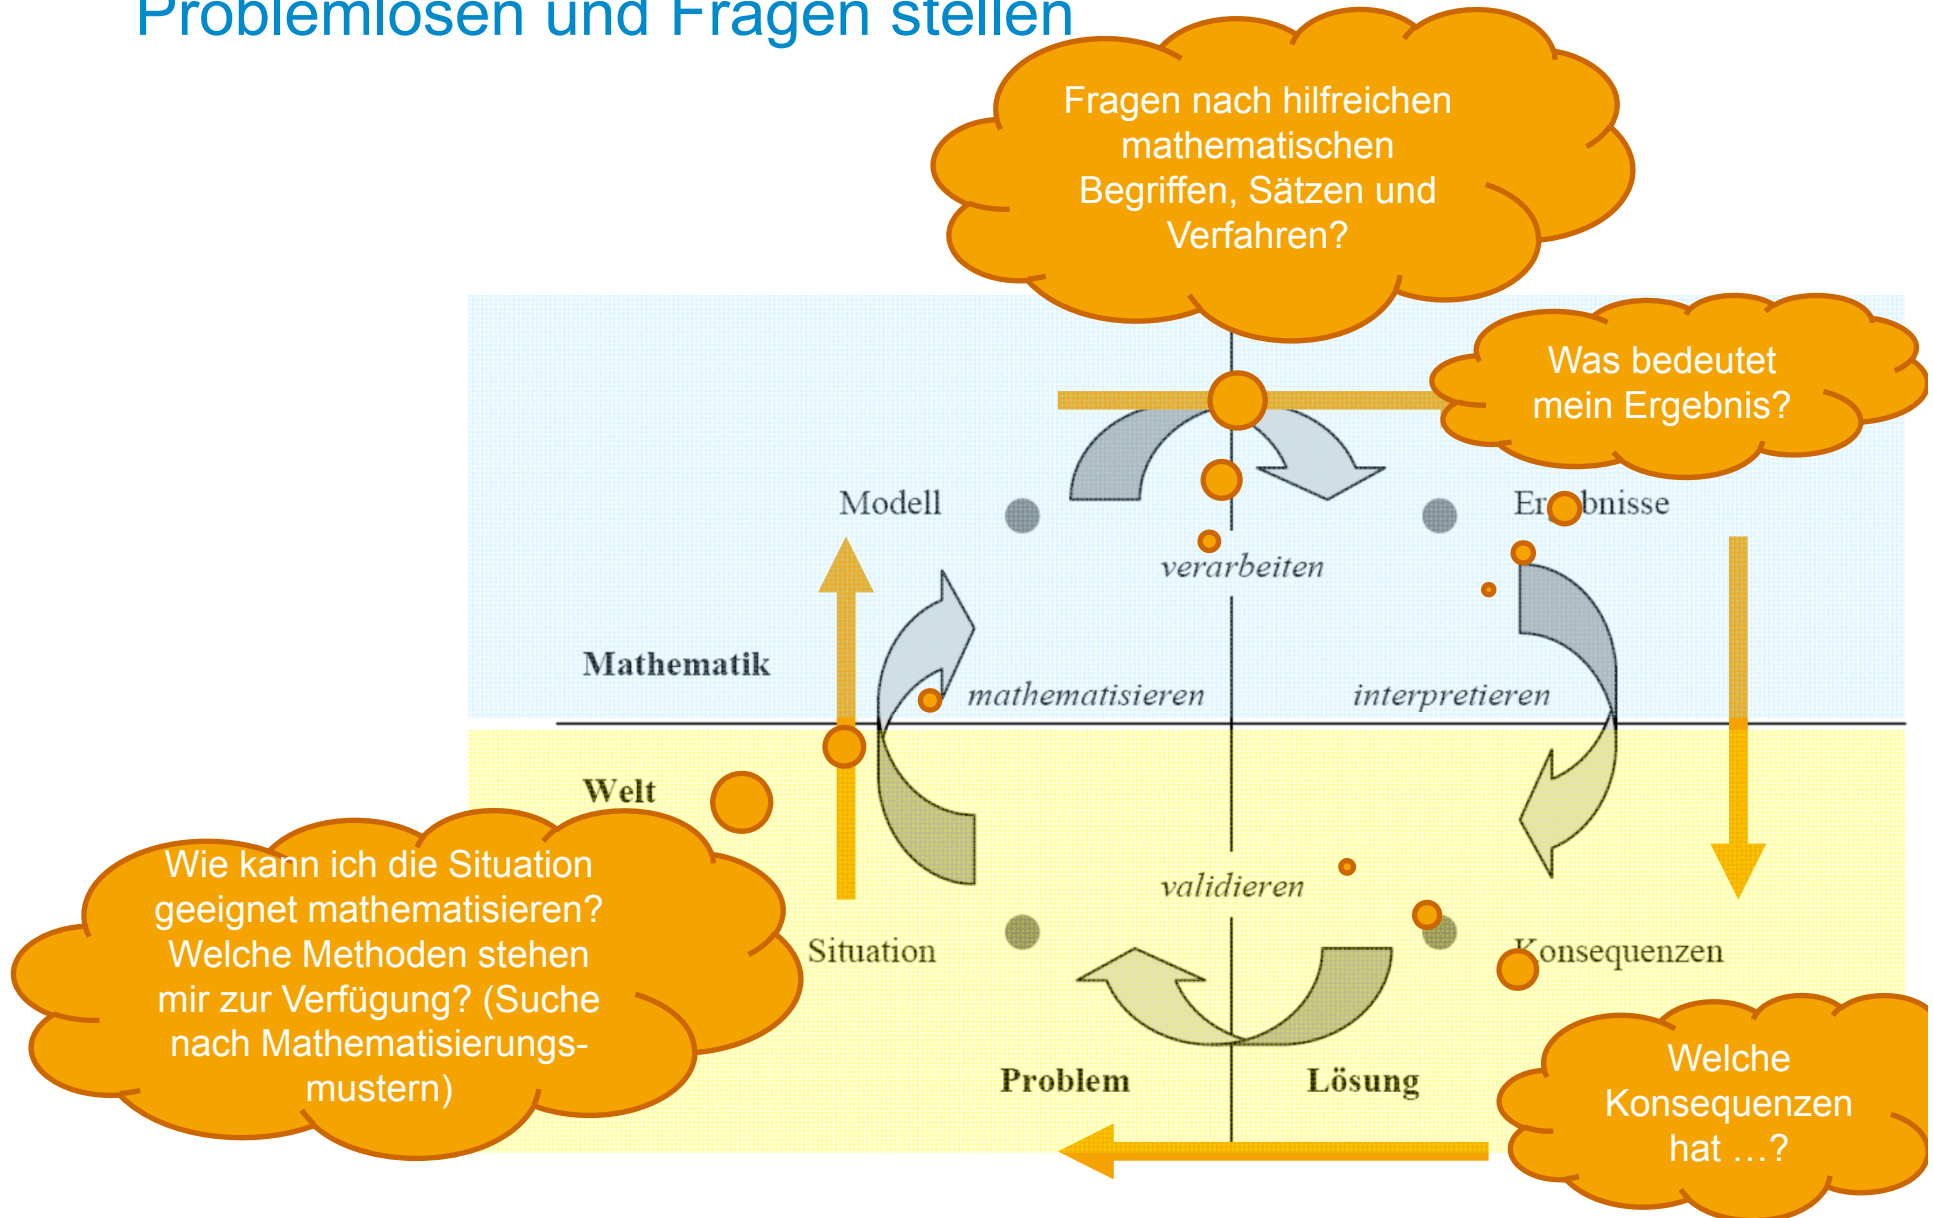 Problemlösen und Fragen stellen
Fragen nach hilfreichen
mathematischen
Begriffen, Sätzen und
Verfahren?
Was bedeutet
mein Ergebnis?
Modell
Ergebnisse
verarbeiten
Mathematik
mathematisieren
interpretieren
Welt
Wie kann ich die Situation
geeignet mathematisieren?
Welche Methoden stehen
mir zur Verfügung? (Suche
nach Mathematisierungs-
mustern)
validieren
Situation
Konsequenzen
Problem
Lösung
Welche
Konsequenzen
hat …?